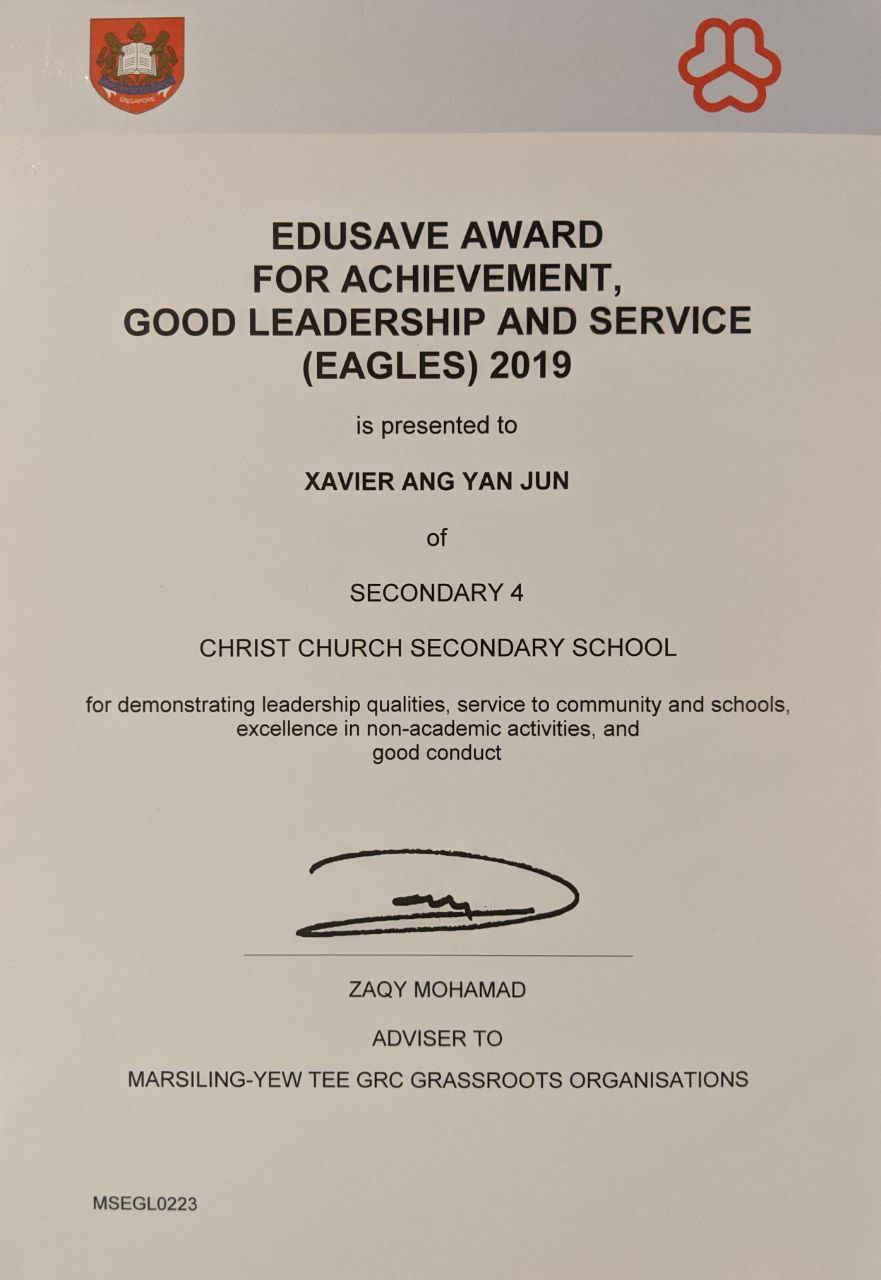 SINGAPORE
EDUSAVE AWARD
FOR ACHIEVEMENT,
GOOD LEADERSHIP AND SERVICE
(EAGLES) 2019
is presented to
XAVIER ANG YAN JUN
of
SECONDARY 4
CHRIST CHURCH SECONDARY SCHOOL
for demonstrating leadership qualities, service to community and schools,
excellence in non-academic activities, and
good conduct
ZAQY MOHAMAD
ADVISER TO
MARSILING-YEW TEE GRC GRASSROOTS ORGANISATIONS
MSEGL0223